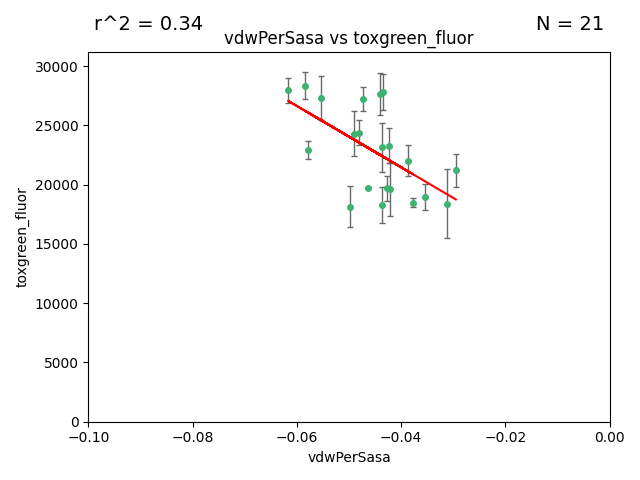 r^2 = 0.34
N = 21
vdwPerSasa vs toxgreen_fluor
30000
25000
20000
15000
10000
5000
0
toxgreen_fluor
−0.10
−0.08
−0.06
−0.04
−0.02
0.00
vdwPerSasa